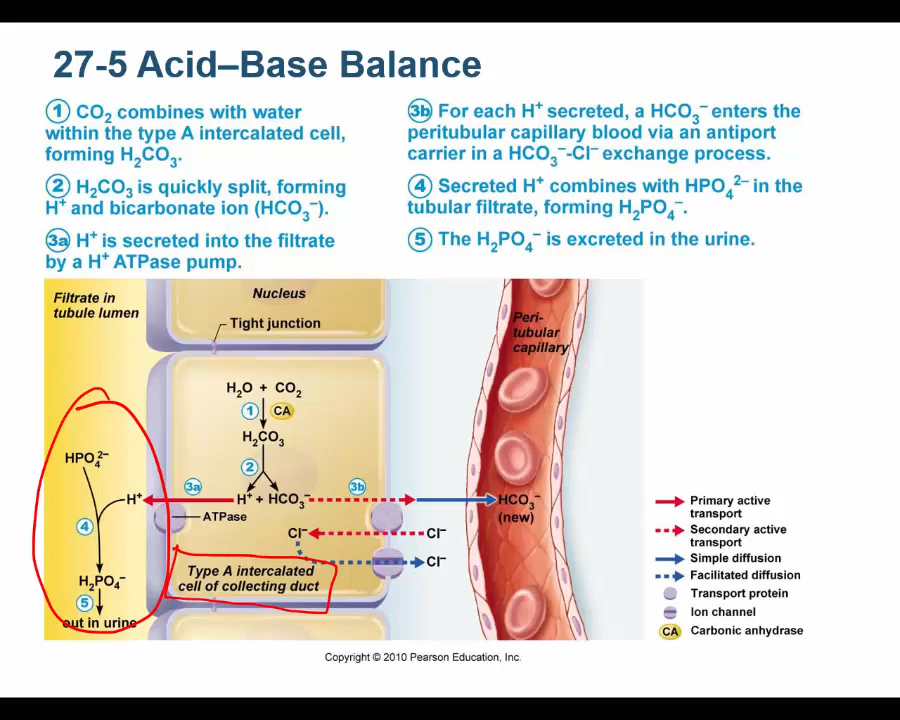 27-5 Acid–Base Balance
① CO₂ combines with water
within the type A intercalated cell,
forming H₂CO₃.
② H₂CO₃ is quickly split, forming
H⁺ and bicarbonate ion (HCO₃⁻).
3a H⁺ is secreted into the filtrate
by a H⁺ ATPase pump.
3b For each H⁺ secreted, a HCO₃⁻ enters the
peritubular capillary blood via an antiport
carrier in a HCO₃⁻-Cl⁻ exchange process.
④ Secreted H⁺ combines with HPO₄²⁻ in the
tubular filtrate, forming H₂PO₄⁻.
⑤ The H₂PO₄⁻ is excreted in the urine.
Filtrate in
tubule lumen
Nucleus
Tight junction
Peri-
tubular
capillary
H₂O + CO₂
① CA
H₂CO₃
②
HPO₄²⁻
H⁺
3a
H⁺ + HCO₃⁻
3b
HCO₃⁻
(new)
ATPase
④
Cl⁻
Cl⁻
Cl⁻
Type A intercalated
cell of collecting duct
H₂PO₄⁻
⑤
out in urine
Primary active
transport
Secondary active
transport
Simple diffusion
Facilitated diffusion
Transport protein
Ion channel
CA Carbonic anhydrase
Copyright © 2010 Pearson Education, Inc.